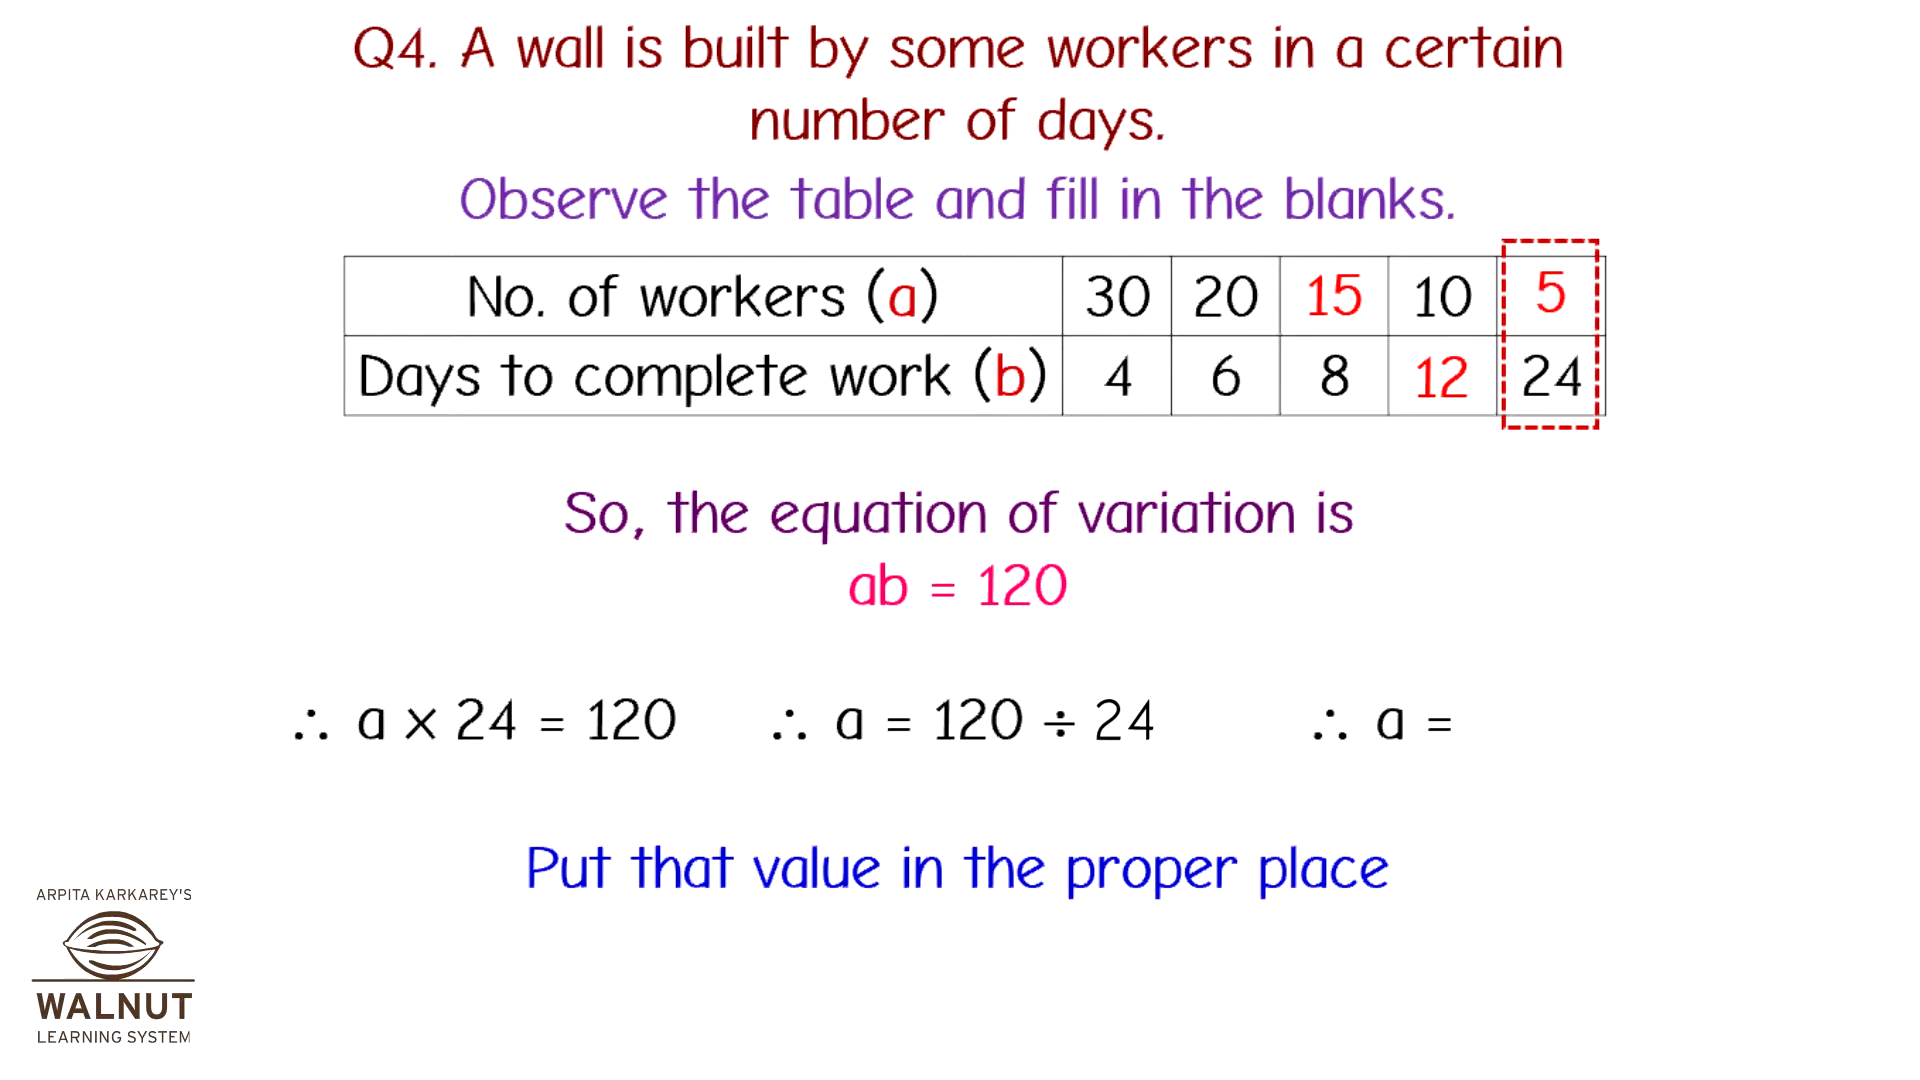 Q4. A wall is built by some workers in a certain
number of days.
Observe the table and fill in the blanks.
No. of workers (a) 30 20 15 10 5
Days to complete work (b) 4 6 8 12 24
So, the equation of variation is
ab = 120
∴ a x 24 = 120 ∴ a = 120 ÷ 24 ∴ a =
Put that value in the proper place
ARPITA KARKAREY'S
WALNUT
LEARNING SYSTEM